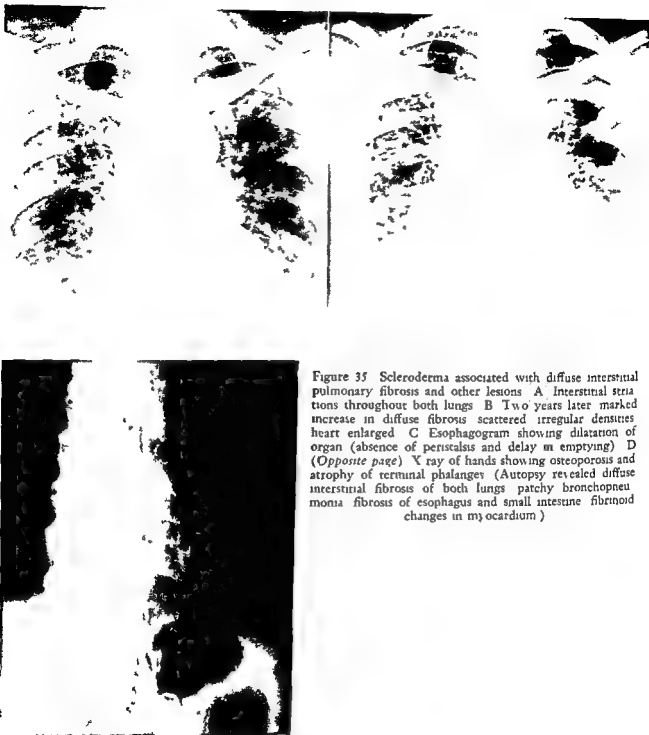 Figure 35 Scleroderma associated with diffuse interstitial
pulmonary fibrosis and other lesions A Interstitial stria
tions throughout both lungs B Two years later marked
increase in diffuse fibrosis scattered irregular densities
heart enlarged C Esophagogram showing dilatation of
organ (absence of peristalsis and delay in emptying) D
(Opposite page) X ray of hands showing osteoporosis and
atrophy of terminal phalanges (Autopsy revealed diffuse
interstitial fibrosis of both lungs patchy bronchopneu
monia fibrosis of esophagus and small intestine fibrinoid
changes in myocardium )